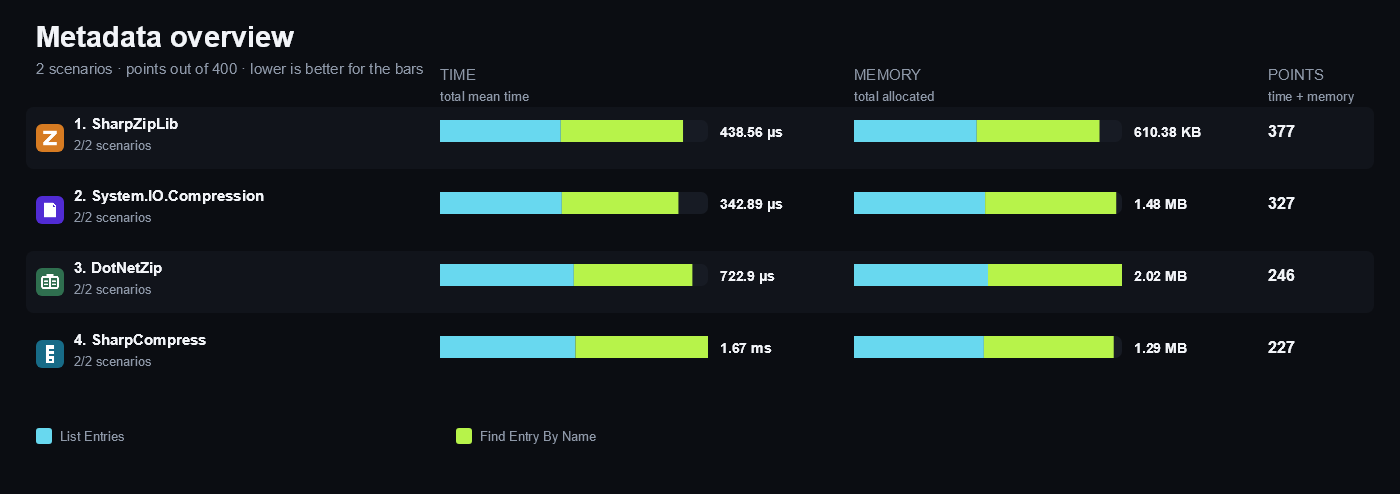 Metadata overview
2 scenarios · points out of 400 · lower is better for the bars
TIME
total mean time
MEMORY
total allocated
POINTS
time + memory
1. SharpZipLib
2/2 scenarios
438.56 µs
610.38 KB
377
2. System.IO.Compression
2/2 scenarios
342.89 µs
1.48 MB
327
3. DotNetZip
2/2 scenarios
722.9 µs
2.02 MB
246
4. SharpCompress
2/2 scenarios
1.67 ms
1.29 MB
227
List Entries
Find Entry By Name